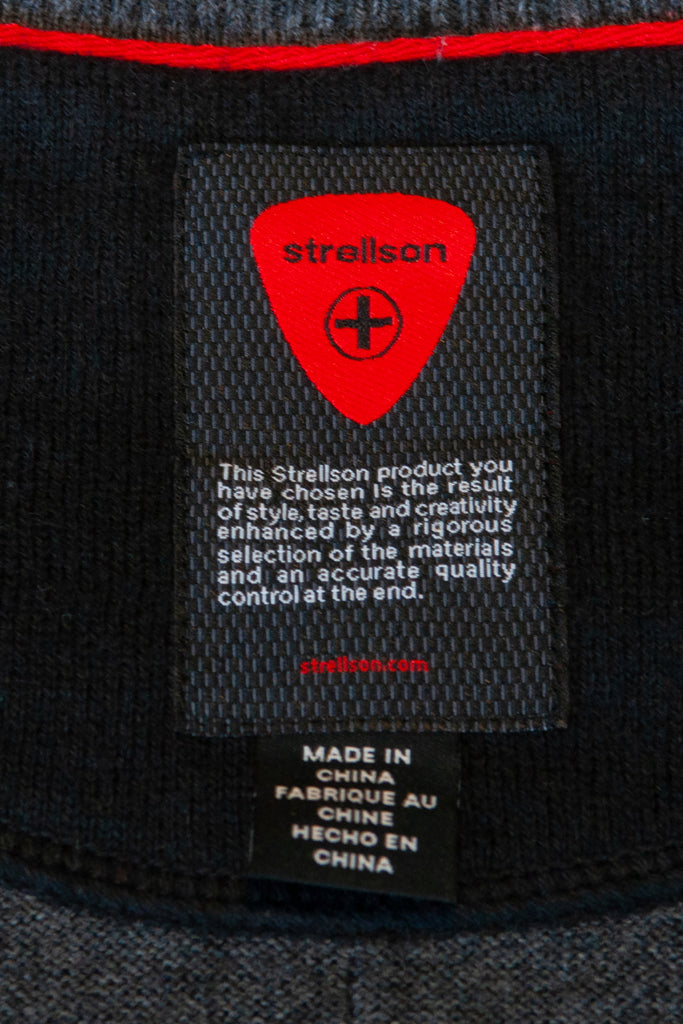 strellson
This Strellson product you
have chosen is the result
of style, taste and creativity
enhanced by a rigorous
selection of the materials
and an accurate quality
control at the end.
strellson.com
MADE IN
CHINA
FABRIQUE AU
CHINE
HECHO EN
CHINA